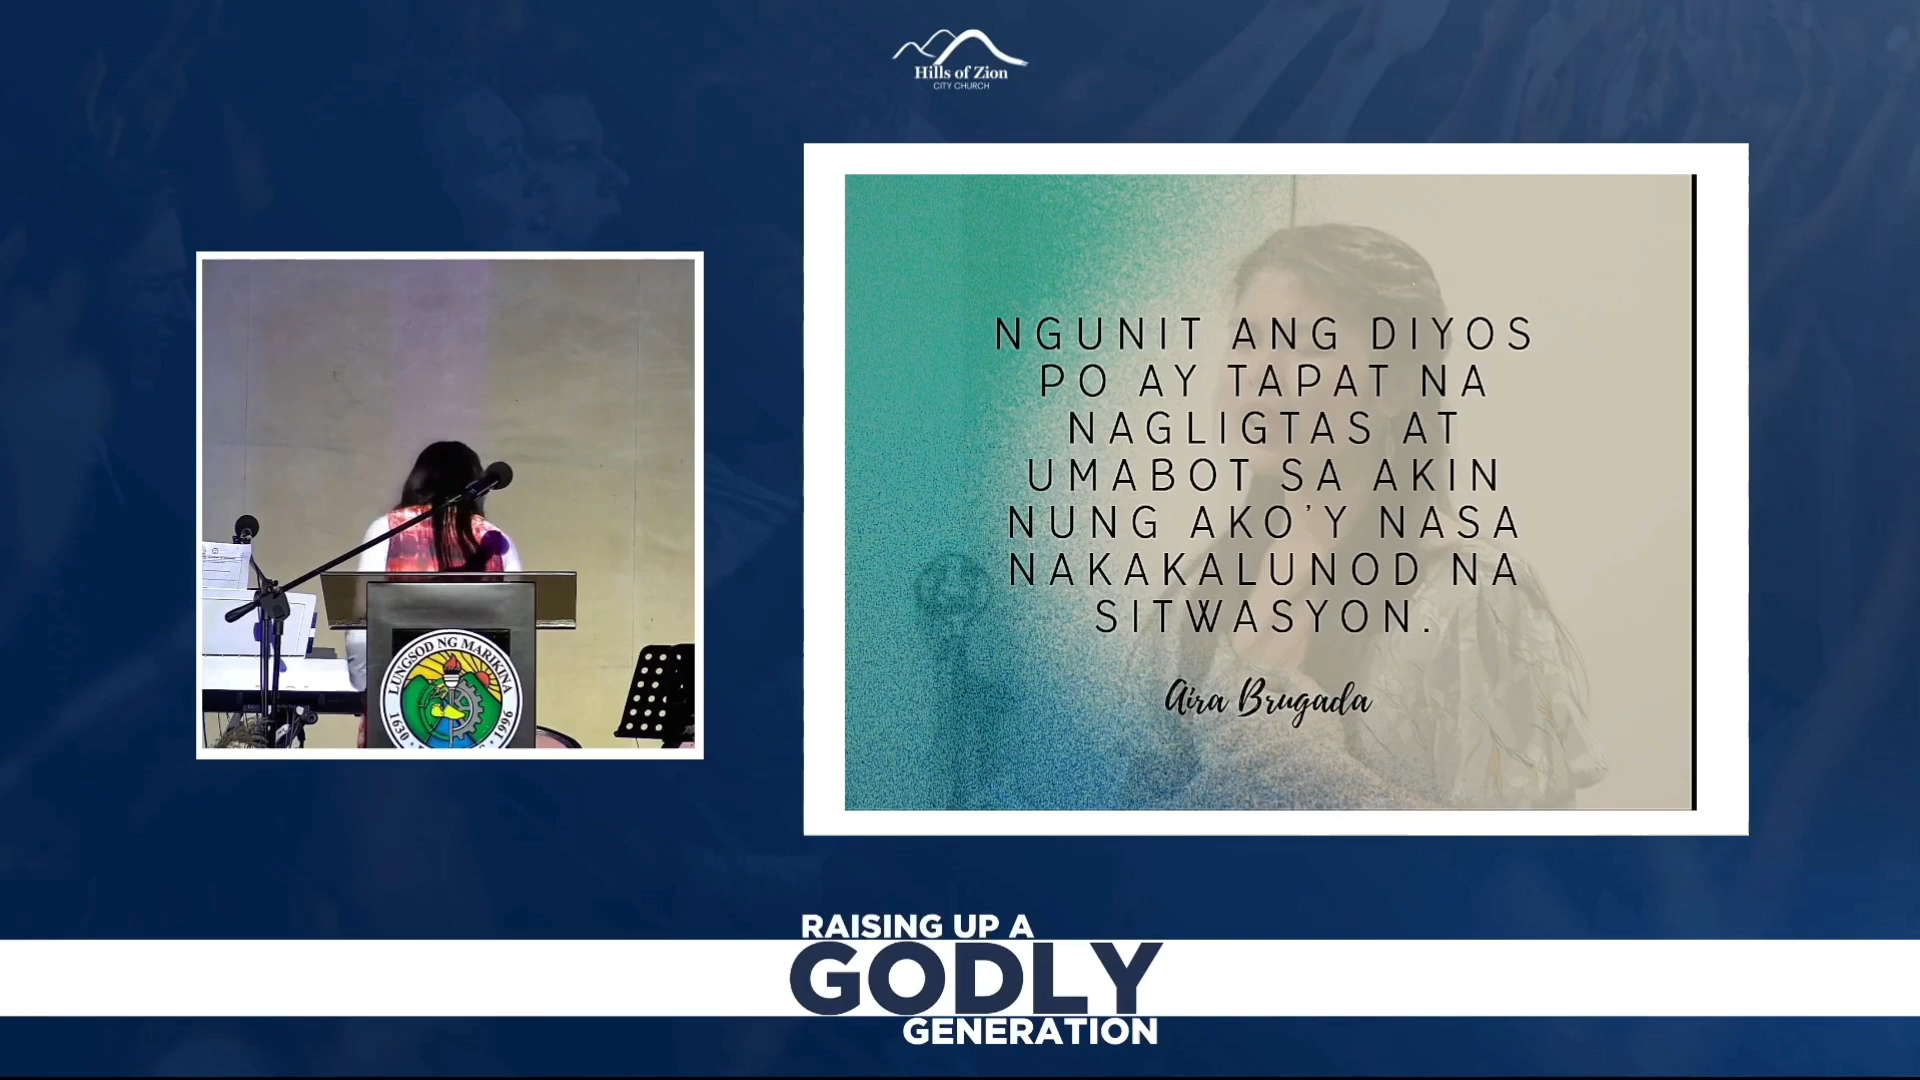 Hills of Zion
CITY CHURCH
NGUNIT ANG DIYOS
PO AY TAPAT NA
NAGLIGTAS AT
UMABOT SA AKIN
NUNG AKO'Y NASA
NAKAKALUNOD NA
SITWASYON.
Aira Brugada
LUNGSOD NG MARIKINA
1630
1996
RAISING UP A
GODLY
GENERATION